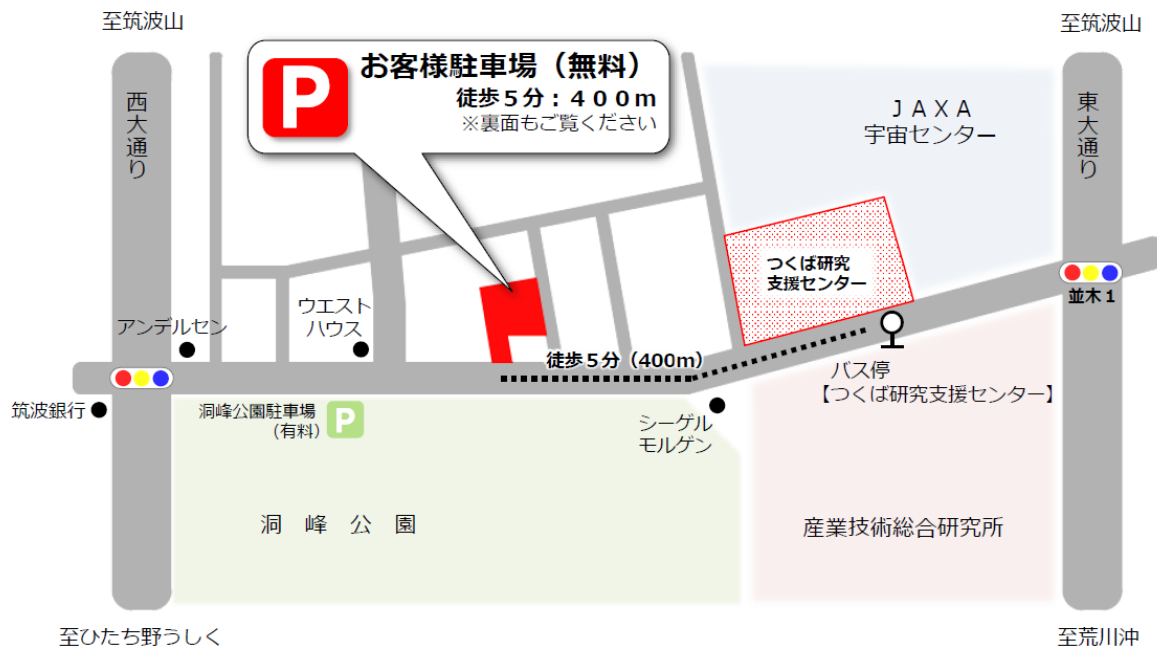 至筑波山
至筑波山
P
お客様駐車場（無料）
徒歩５分：４００ｍ
※裏面もご覧ください
西大通り
ＪＡＸＡ
宇宙センター
東大通り
つくば研究
支援センター
並木１
ウエスト
ハウス
アンデルセン
徒歩５分（400ｍ）
バス停
【つくば研究支援センター】
筑波銀行
洞峰公園駐車場
（有料）
P
シーゲル
モルゲン
洞 峰 公 園
産業技術総合研究所
至ひたち野うしく
至荒川沖